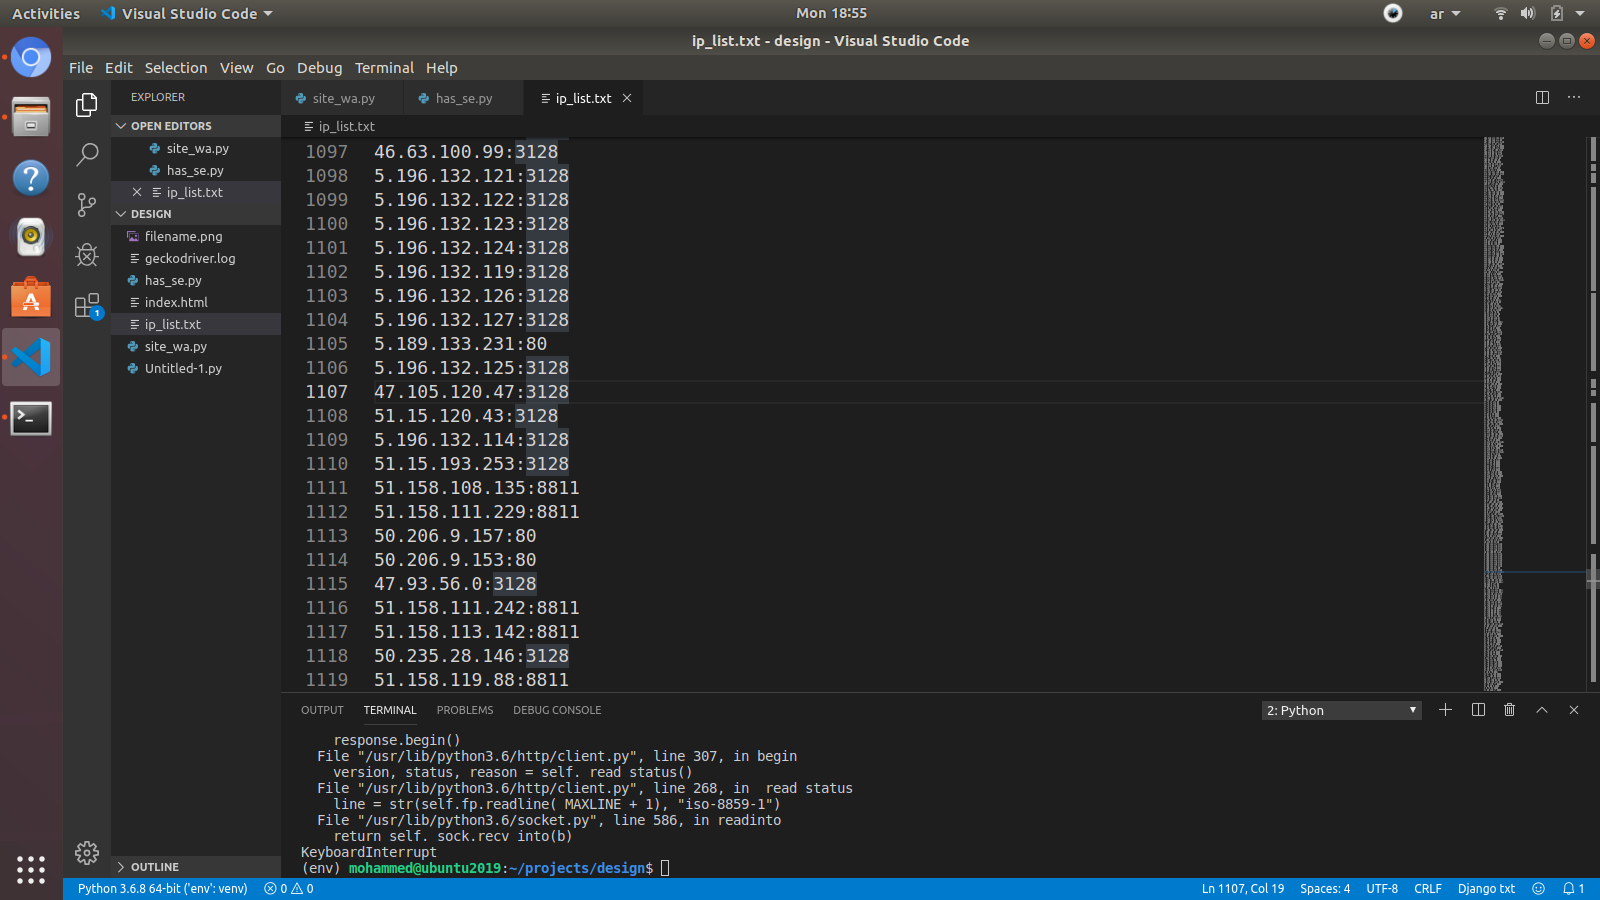 Activities
Visual Studio Code
Mon 18:55
ar
ip_list.txt - design - Visual Studio Code
File Edit Selection View Go Debug Terminal Help
EXPLORER
OPEN EDITORS
site_wa.py
has_se.py
ip_list.txt
DESIGN
filename.png
geckodriver.log
has_se.py
index.html
ip_list.txt
site_wa.py
Untitled-1.py
OUTLINE
1
site_wa.py
has_se.py
ip_list.txt
ip_list.txt
1097 46.63.100.99:3128
1098 5.196.132.121:3128
1099 5.196.132.122:3128
1100 5.196.132.123:3128
1101 5.196.132.124:3128
1102 5.196.132.119:3128
1103 5.196.132.126:3128
1104 5.196.132.127:3128
1105 5.189.133.231:80
1106 5.196.132.125:3128
1107 47.105.120.47:3128
1108 51.15.120.43:3128
1109 5.196.132.114:3128
1110 51.15.193.253:3128
1111 51.158.108.135:8811
1112 51.158.111.229:8811
1113 50.206.9.157:80
1114 50.206.9.153:80
1115 47.93.56.0:3128
1116 51.158.111.242:8811
1117 51.158.113.142:8811
1118 50.235.28.146:3128
1119 51.158.119.88:8811
OUTPUT TERMINAL PROBLEMS DEBUG CONSOLE
2: Python
response.begin()
File "/usr/lib/python3.6/http/client.py", line 307, in begin
version, status, reason = self. read status()
File "/usr/lib/python3.6/http/client.py", line 268, in  read status
line = str(self.fp.readline( MAXLINE + 1), "iso-8859-1")
File "/usr/lib/python3.6/socket.py", line 586, in readinto
return self. sock.recv into(b)
KeyboardInterrupt
(env) mohammed@ubuntu2019:~/projects/design$
Python 3.6.8 64-bit ('env': venv)
0
0
Ln 1107, Col 19
Spaces: 4
UTF-8
CRLF
Django txt
1